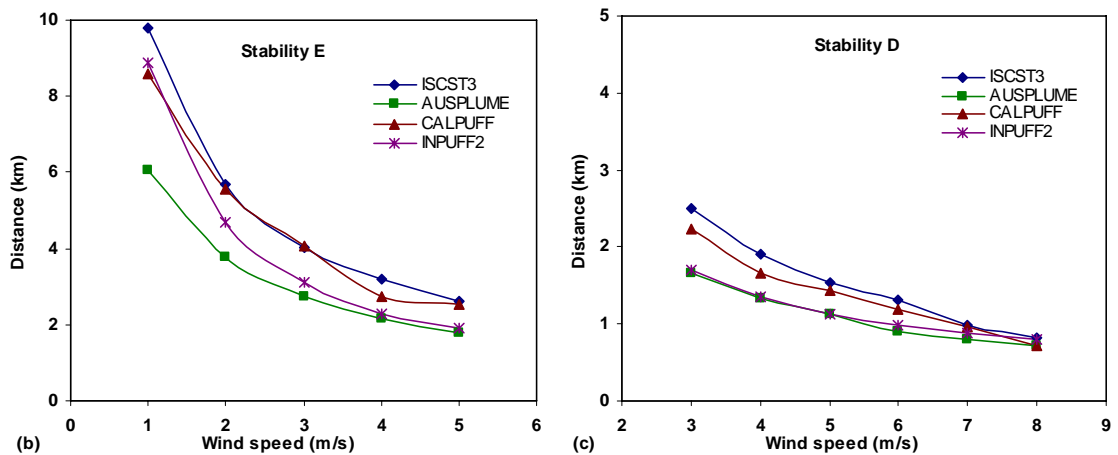 Stability E
ISCST3
AUSPLUME
CALPUFF
INPUFF2
Distance (km)
10
8
6
4
2
0
0 1 2 3 4 5 6
Wind speed (m/s)
(b)
Stability D
ISCST3
AUSPLUME
CALPUFF
INPUFF2
Distance (km)
5
4
3
2
1
0
2 3 4 5 6 7 8 9
Wind speed (m/s)
(c)